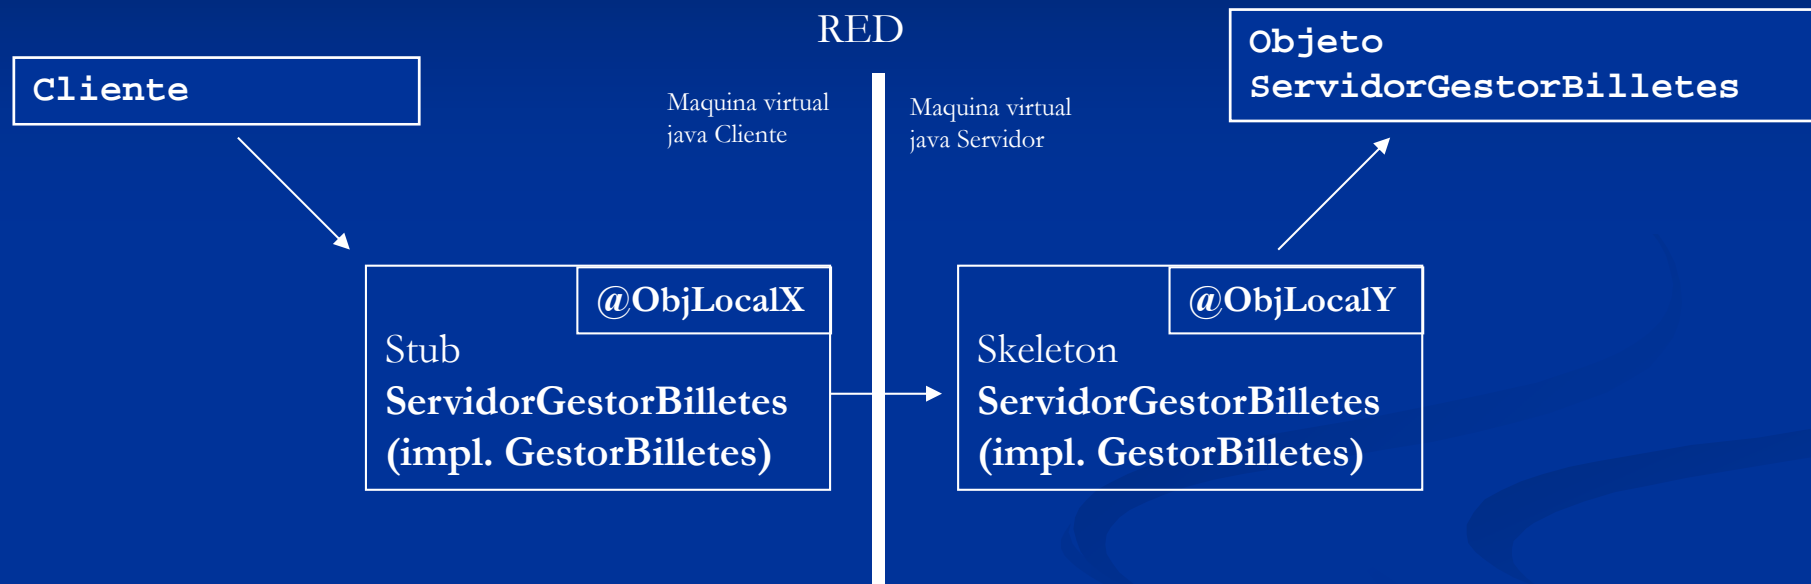 RED
Cliente
Maquina virtual
java Cliente
Maquina virtual
java Servidor
Objeto
ServidorGestorBilletes
@ObjLocalX
Stub
ServidorGestorBilletes
(impl. GestorBilletes)
@ObjLocalY
Skeleton
ServidorGestorBilletes
(impl. GestorBilletes)